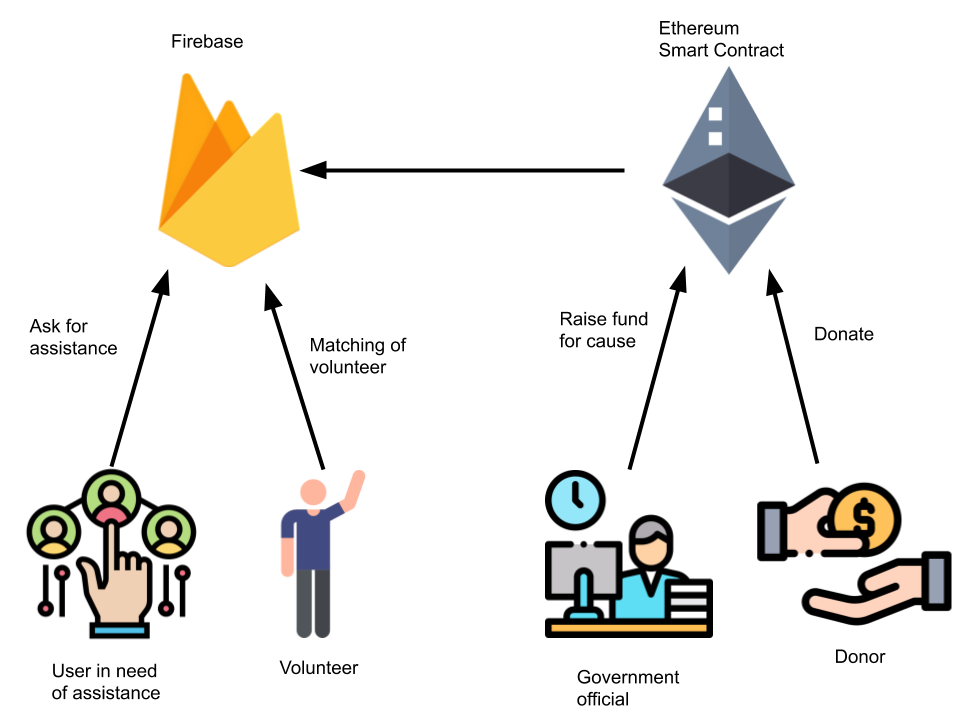 Firebase
Ethereum
Smart Contract
Ask for
assistance
Matching of
volunteer
Raise fund
for cause
Donate
$
User in need
of assistance
Volunteer
Government
official
Donor